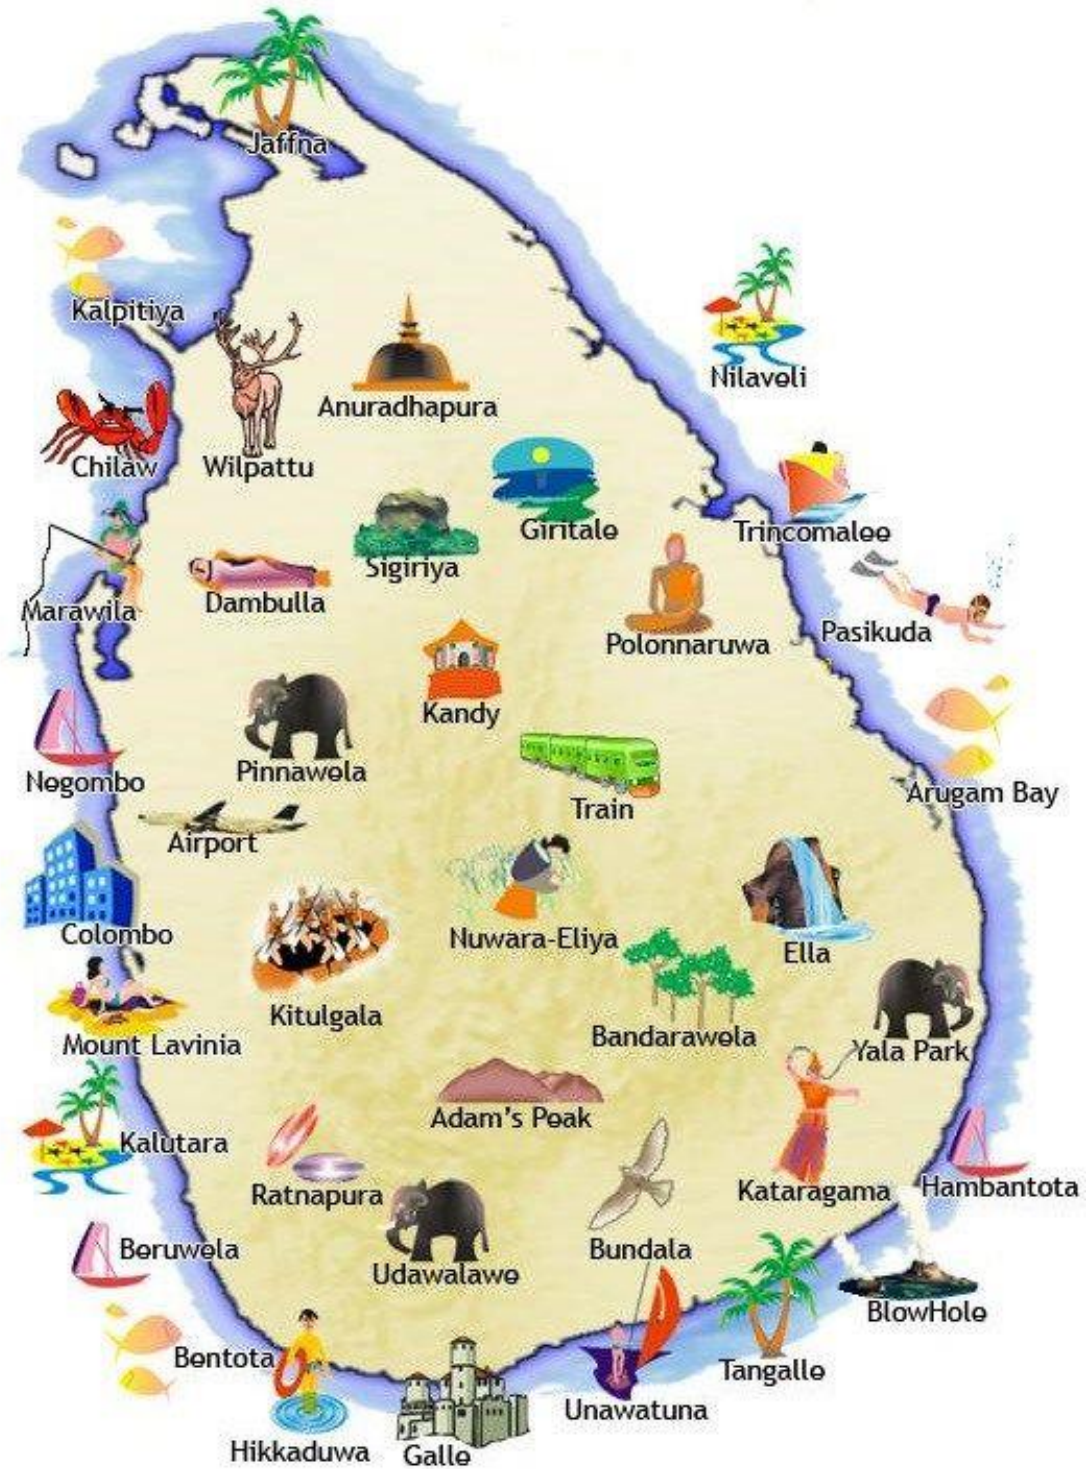 Jaffna
Kalpitiya
Nilaveli
Anuradhapura
Chilaw
Wilpattu
Giritale
Trincomalee
Sigiriya
Dambulla
Marawila
Pasikuda
Polonnaruwa
Kandy
Pinnawela
Negombo
Arugam Bay
Train
Airport
Colombo
Nuwara-Eliya
Ella
Kitulgala
Bandarawela
Mount Lavinia
Yala Park
Adam's Peak
Kalutara
Ratnapura
Kataragama
Hambantota
Beruwela
Bundala
Udawalawe
BlowHole
Bentota
Tangalle
Unawatuna
Hikkaduwa
Galle